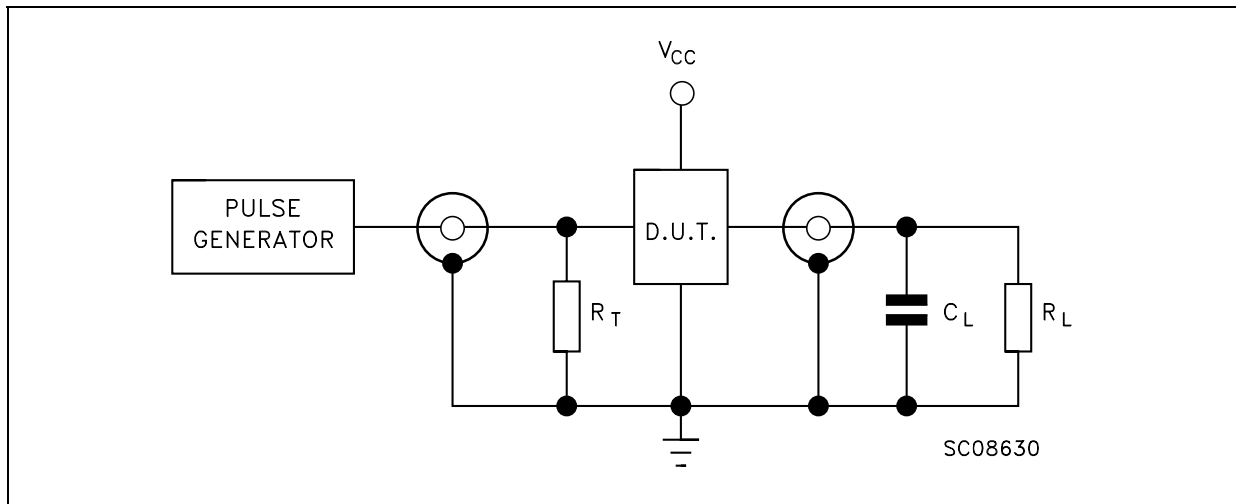 VCC
PULSE
GENERATOR
D.U.T.
RT
CL
RL
SC08630